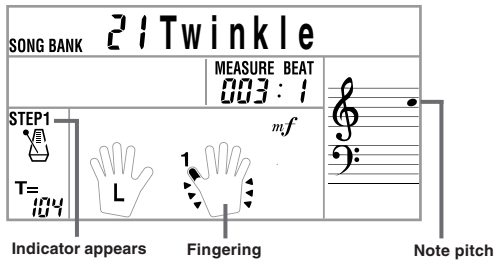 SONG BANK 21 Twinkle
MEASURE BEAT
003 : 1
STEP1
mf
1
L
T=
104
Indicator appears
Fingering
Note pitch